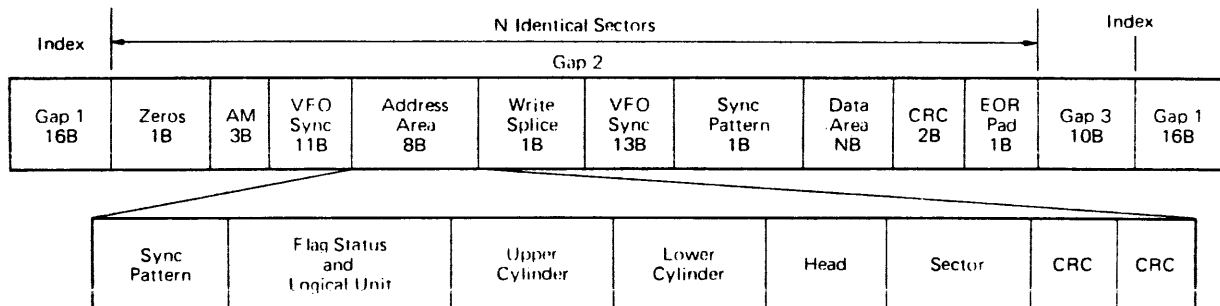 N Identical Sectors
Index
Index
Gap 2
Gap 1
16B
Zeros
1B
AM
3B
VFO
Sync
11B
Address
Area
8B
Write
Splice
1B
VFO
Sync
13B
Sync
Pattern
1B
Data
Area
NB
CRC
2B
EOR
Pad
1B
Gap 3
10B
Gap 1
16B
Sync
Pattern
Flag Status
and
Logical Unit
Upper
Cylinder
Lower
Cylinder
Head
Sector
CRC
CRC